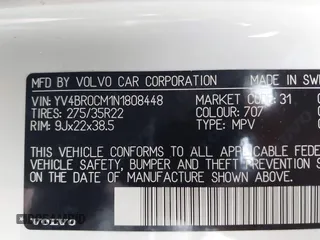 MFD BY VOLVO CAR CORPORATION MADE IN SW
VIN: YV4BR0CM1N1808448 MARKET CODE: 31
TIRES: 275/35R22 COLOUR: 707
RIM: 9Jx22x38.5 TYPE: MPV
THIS VEHICLE CONFORMS TO ALL APPLICABLE FEDE
VEHICLE SAFETY, BUMPER AND THEFT PREVENTION S
ON THE DATE OF MANUFACTURE SHOWN ABOVE.
VOLVO